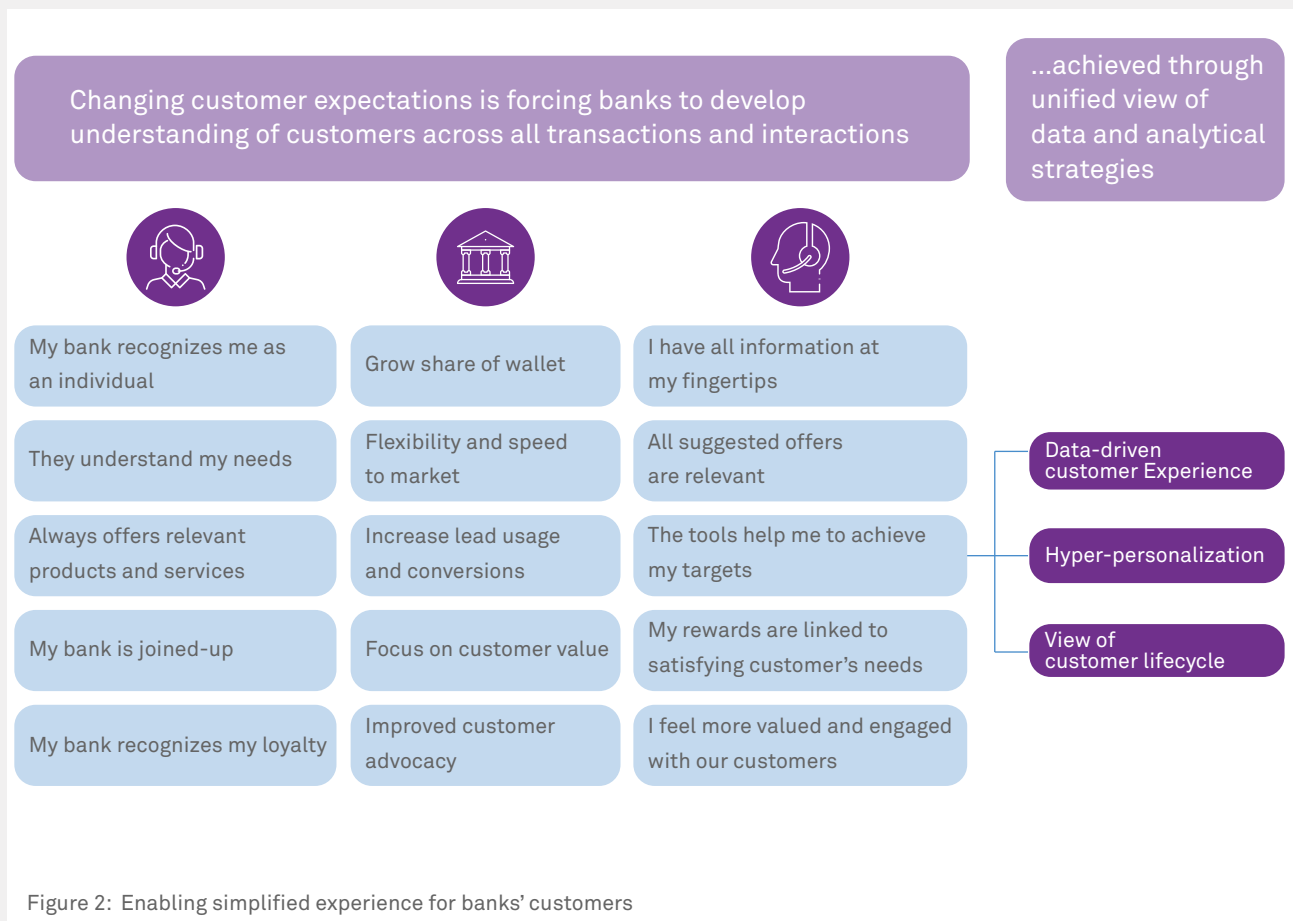 Changing customer expectations is forcing banks to develop
understanding of customers across all transactions and interactions
...achieved through
unified view of
data and analytical
strategies
My bank recognizes me as
an individual
They understand my needs
Always offers relevant
products and services
My bank is joined-up
My bank recognizes my loyalty
Grow share of wallet
Flexibility and speed
to market
Increase lead usage
and conversions
Focus on customer value
Improved customer
advocacy
I have all information at
my fingertips
All suggested offers
are relevant
The tools help me to achieve
my targets
My rewards are linked to
satisfying customer’s needs
I feel more valued and engaged
with our customers
Data-driven
customer Experience
Hyper-personalization
View of
customer lifecycle
Figure 2: Enabling simplified experience for banks’ customers